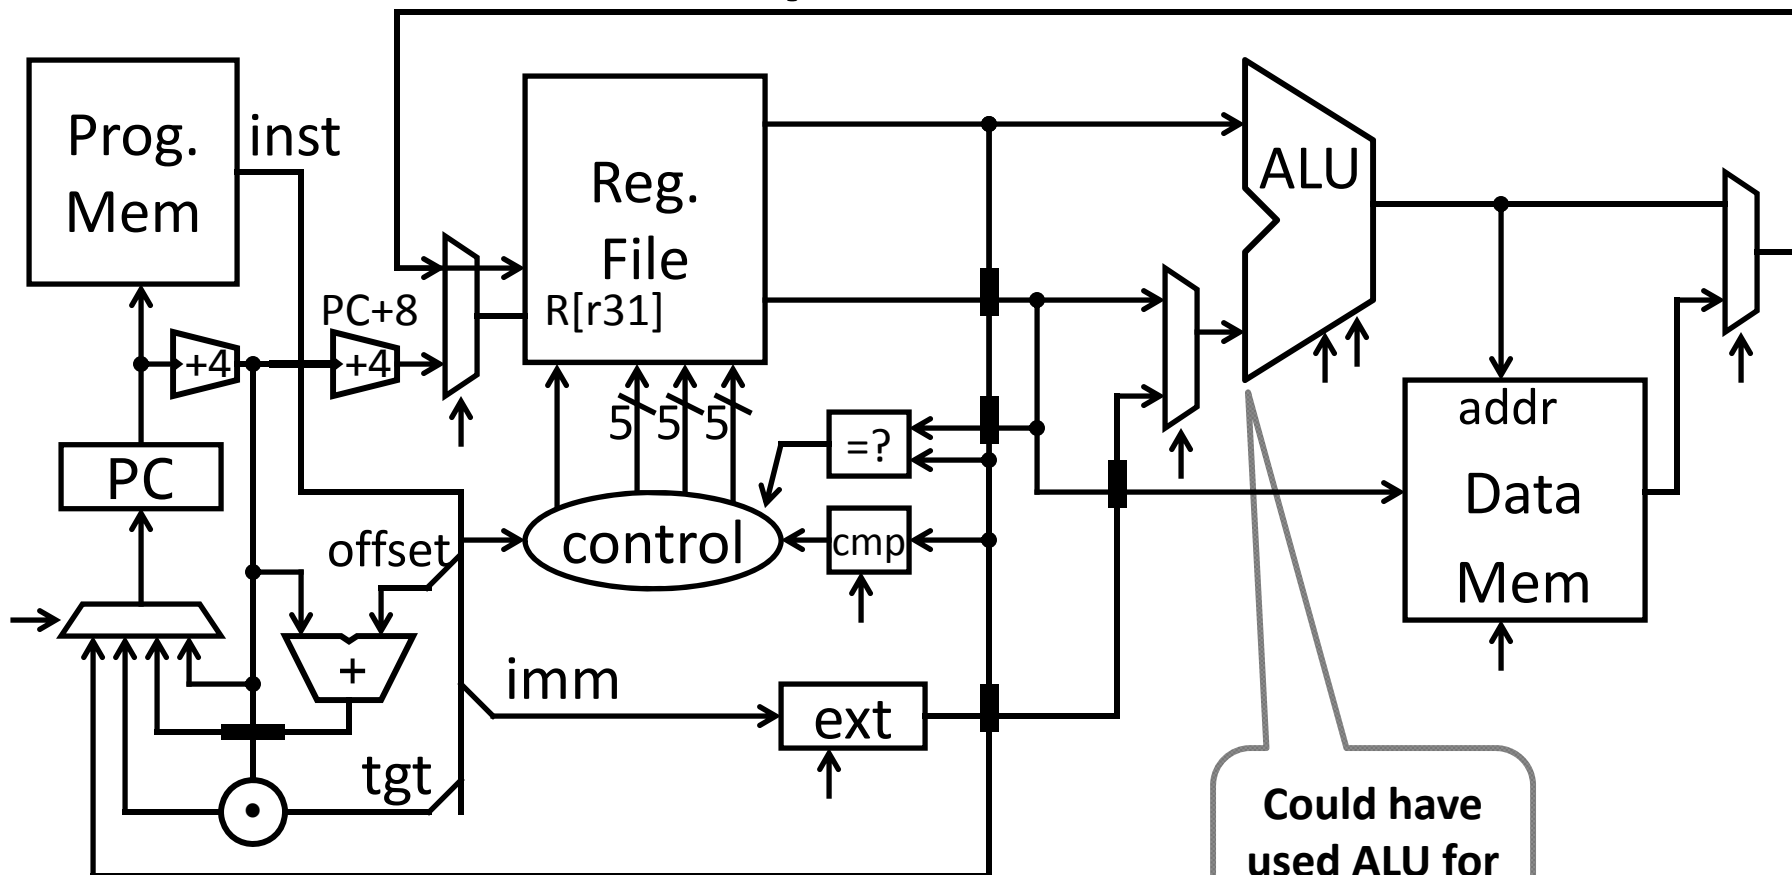 Prog.
Mem
inst
PC+8
+4
+4
Reg.
File
R[r31]
ALU
5
5
5
=?
cmp
control
PC
offset
+
imm
ext
tgt
addr
Data
Mem
Could have
used ALU for